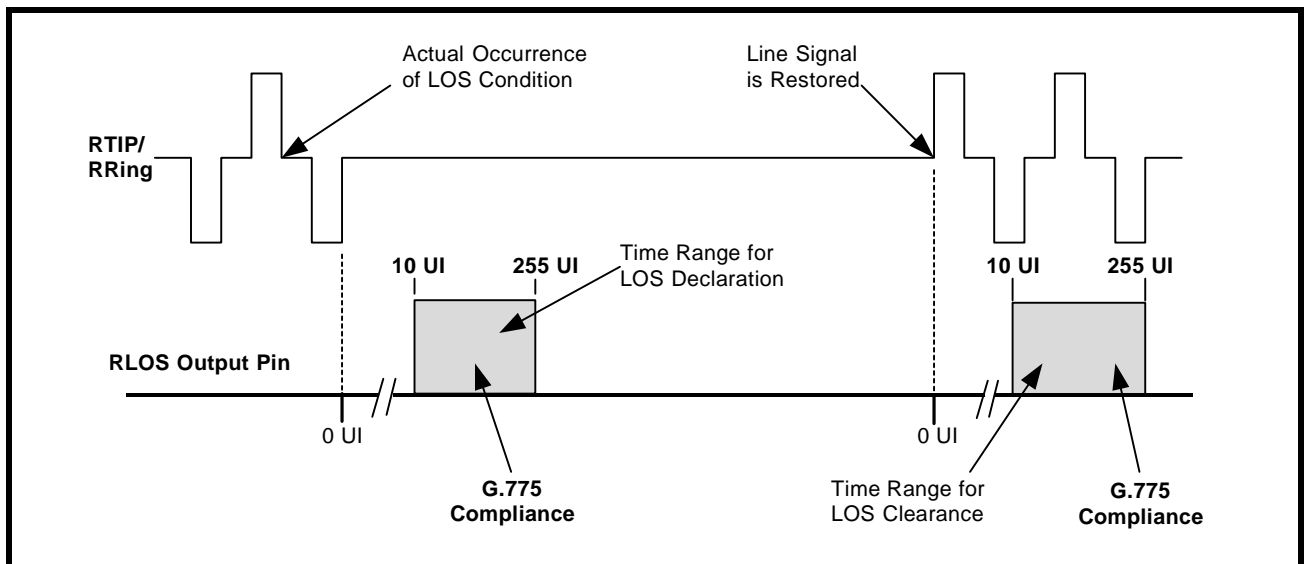 Actual Occurrence
of LOS Condition
Line Signal
is Restored
RTIP/
RRing
Time Range for
LOS Declaration
10 UI
255 UI
10 UI
255 UI
RLOS Output Pin
0 UI
0 UI
G.775
Compliance
Time Range for
LOS Clearance
G.775
Compliance